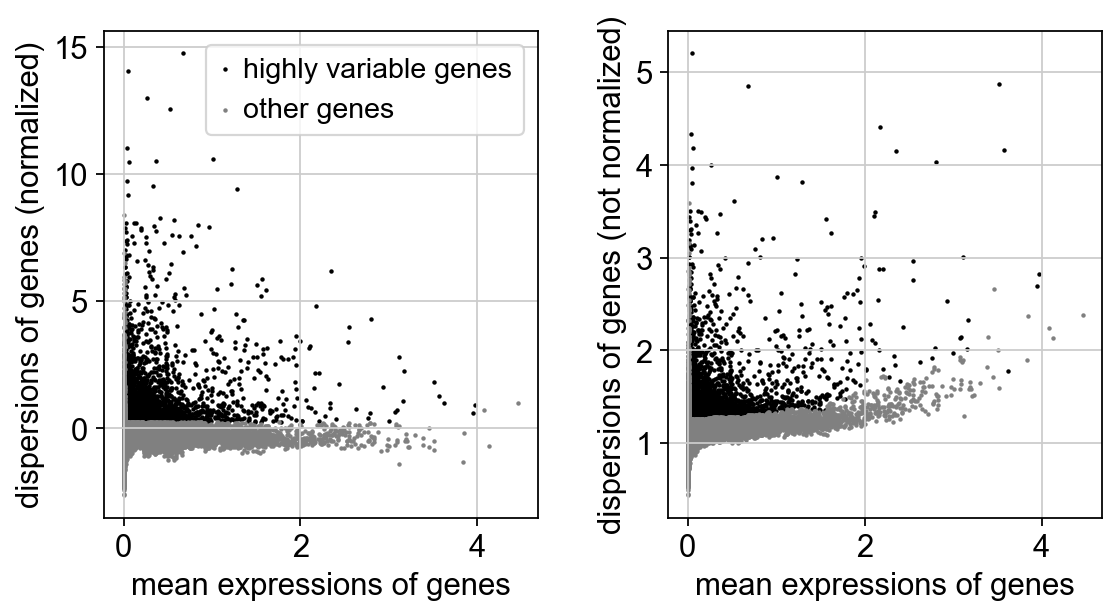 dispersions of genes (normalized)
15
10
5
0
highly variable genes
other genes
0 2 4
mean expressions of genes
dispersions of genes (not normalized)
5
4
3
2
1
0 2 4
mean expressions of genes